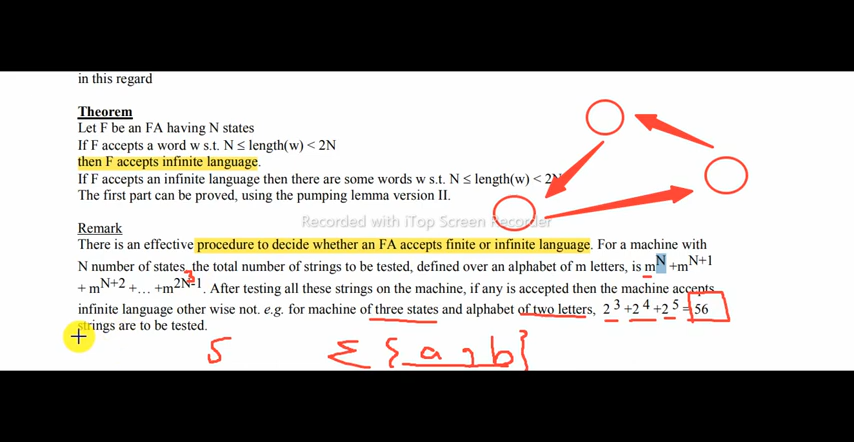 in this regard
Theorem
Let F be an FA having N states
If F accepts a word w s.t. N ≤ length(w) < 2N
then F accepts infinite language.
If F accepts an infinite language then there are some words w s.t. N ≤ length(w) < 2N
The first part can be proved, using the pumping lemma version II.
Recorded with iTop Screen Recorder
Remark
There is an effective procedure to decide whether an FA accepts finite or infinite language. For a machine with
N number of states, the total number of strings to be tested, defined over an alphabet of m letters, is m^N +m^N+1
3
+ m^N+2 +…+m^2N-1. After testing all these strings on the machine, if any is accepted then the machine accepts
infinite language other wise not. e.g. for machine of three states and alphabet of two letters, 2^3 +2^4 +2^5 = 56
strings are to be tested.
5 Σ {a, b}